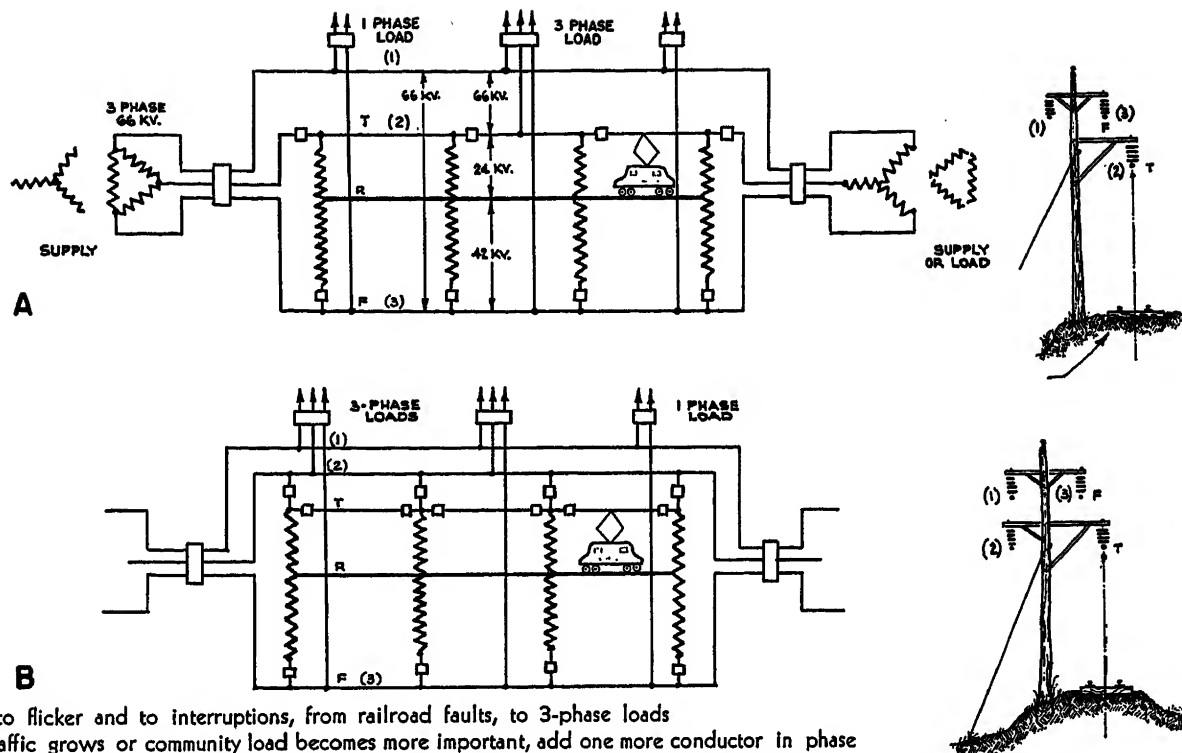 1 PHASE
LOAD
(1)
3 PHASE
LOAD
3 PHASE
66 KV.
66 KV.
66 KV.
T (2)
24 KV.
R
42 KV.
F (3)
SUPPLY
SUPPLY
OR LOAD
A
(1)
(3)
F
(2)
T
3-PHASE
LOADS
1 PHASE
LOAD
(1)
(2)
T
R
F (3)
B
(1)
(3)
F
(2)
T
to flicker and to interruptions, from railroad faults, to 3-phase loads
affic grows or community load becomes more important, add one more conductor in phase